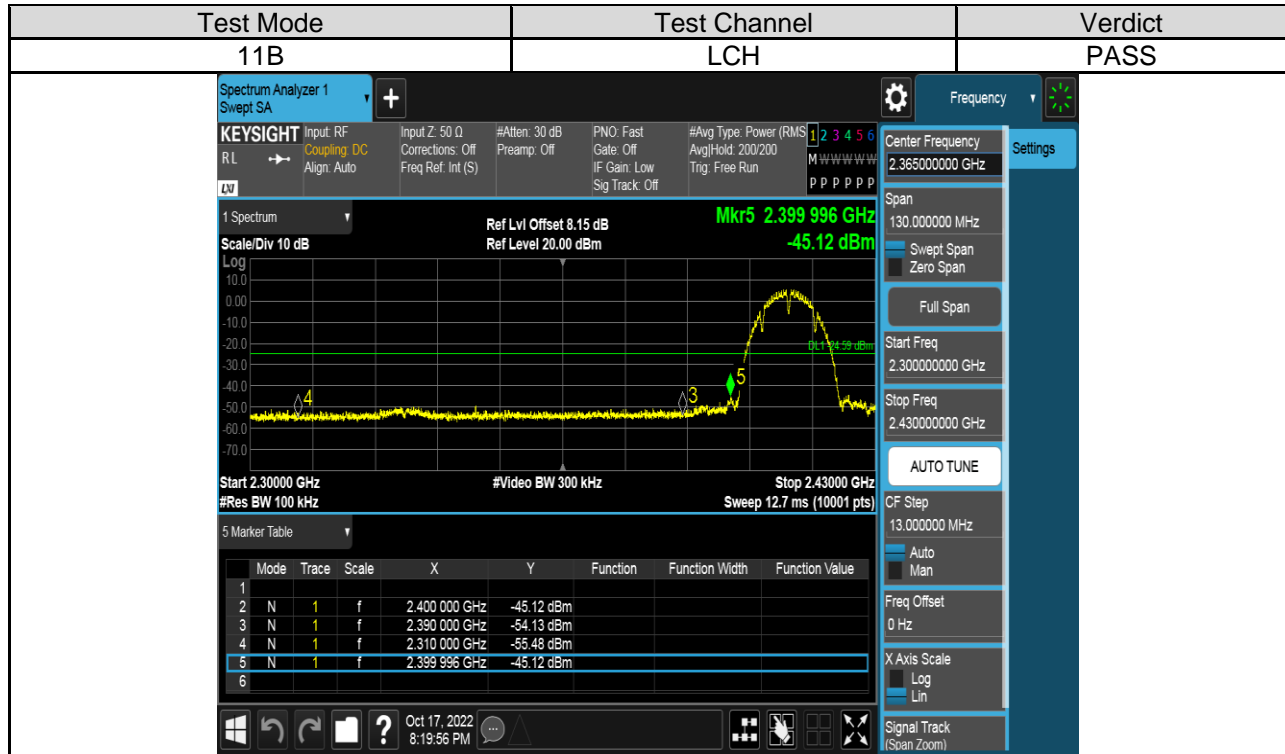 Test Mode Test Channel Verdict
11B LCH PASS
Spectrum Analyzer 1
Swept SA
+
Frequency
KEYSIGHT Input: RF Input Z: 50 Ω #Atten: 30 dB PNO: Fast #Avg Type: Power (RMS 1 2 3 4 5 6
RL Coupling: DC Corrections: Off Preamp: Off Gate: Off Avg|Hold: 200/200 M W W W W W
Align: Auto Freq Ref: Int (S) IF Gain: Low Trig: Free Run
LXI Sig Track: Off P P P P P P
1 Spectrum Ref Lvl Offset 8.15 dB Mkr5 2.399 996 GHz
Scale/Div 10 dB Ref Level 20.00 dBm -45.12 dBm
Log
10.0
0.00
-10.0
-20.0
DL1 -24.59 dBm
-30.0
-40.0
4 3 5
-50.0
-60.0
-70.0
Start 2.30000 GHz #Video BW 300 kHz Stop 2.43000 GHz
#Res BW 100 kHz Sweep 12.7 ms (10001 pts)
5 Marker Table
Mode Trace Scale X Y Function Function Width Function Value
1
2 N 1 f 2.400 000 GHz -45.12 dBm
3 N 1 f 2.390 000 GHz -54.13 dBm
4 N 1 f 2.310 000 GHz -55.48 dBm
5 N 1 f 2.399 996 GHz -45.12 dBm
6
Center Frequency
2.365000000 GHz
Settings
Span
130.000000 MHz
Swept Span
Zero Span
Full Span
Start Freq
2.300000000 GHz
Stop Freq
2.430000000 GHz
AUTO TUNE
CF Step
13.000000 MHz
Auto
Man
Freq Offset
0 Hz
X Axis Scale
Log
Lin
Signal Track
(Span Zoom)
? Oct 17, 2022
8:19:56 PM